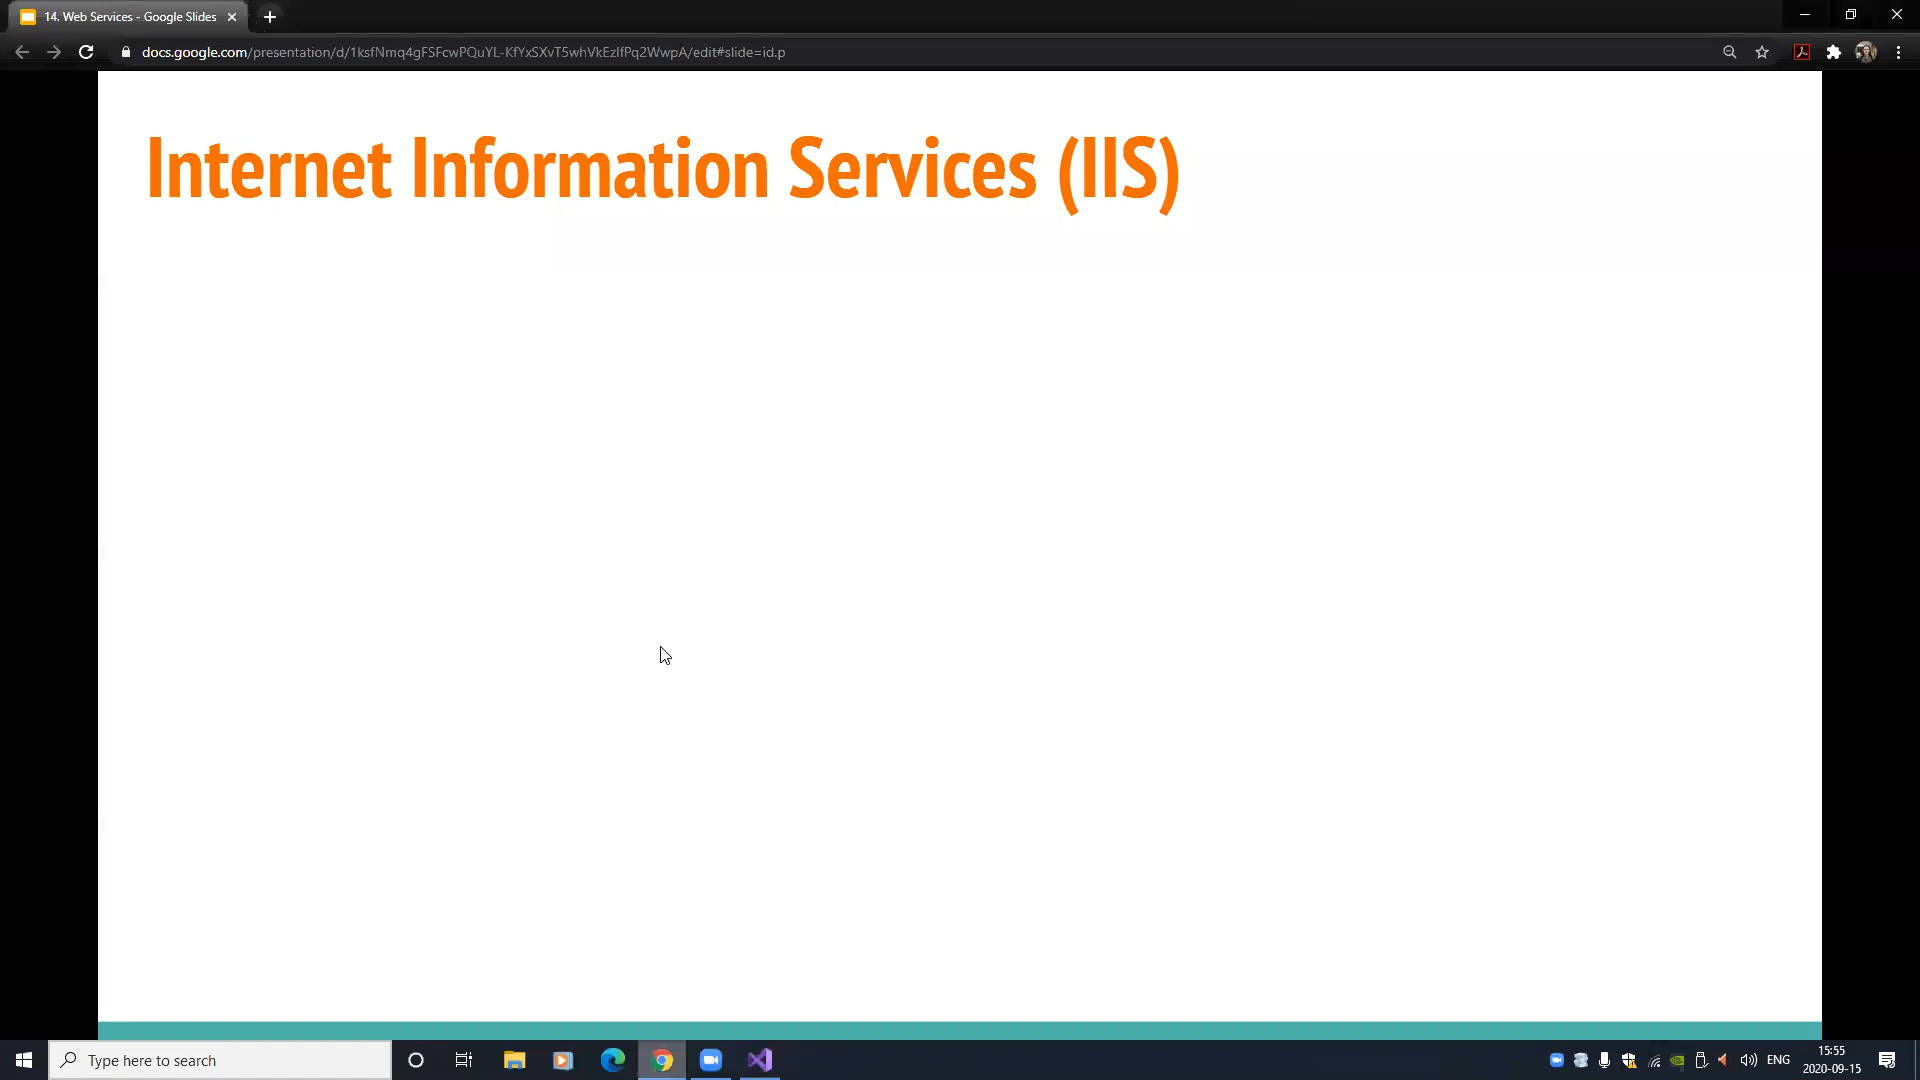 14. Web Services - Google Slides
docs.google.com/presentation/d/1ksfNmq4gFSFcwPQuYL-KfYxSXvT5whVkEzIfPq2WwpA/edit#slide=id.p
Internet Information Services (IIS)
Type here to search
ENG
15:55
2020-09-15